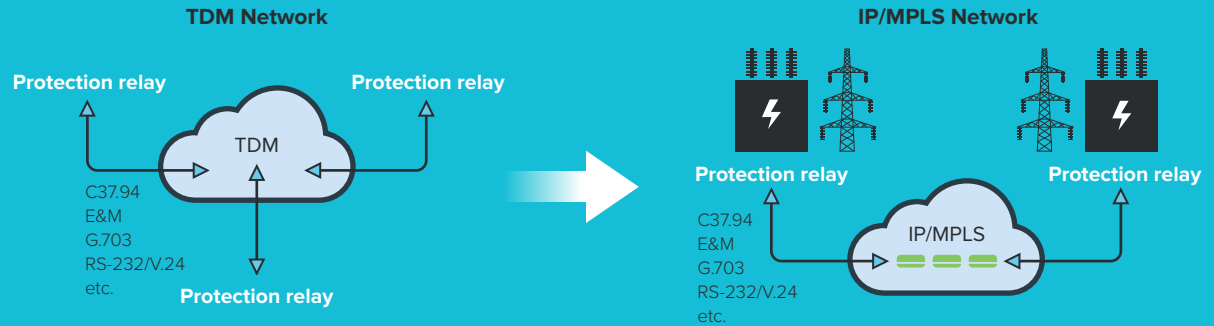 TDM Network
Protection relay
Protection relay
TDM
C37.94
E&M
G.703
RS-232/V.24
etc.
Protection relay
IP/MPLS Network
Protection relay
Protection relay
C37.94
E&M
G.703
RS-232/V.24
etc.
IP/MPLS